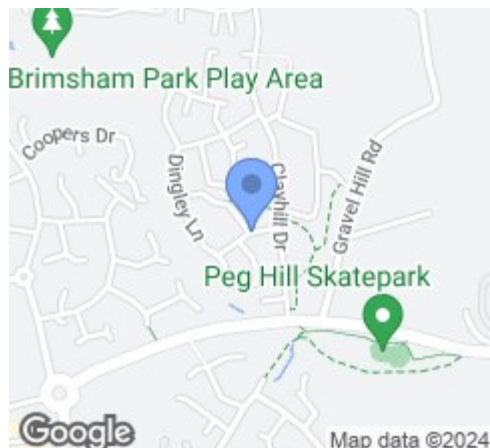 Brimsham Park Play Area
Coopers Dr
Dingley Ln
Clayhill Dr
Gravel Hill Rd
Peg Hill Skatepark
Google
Map data ©2024